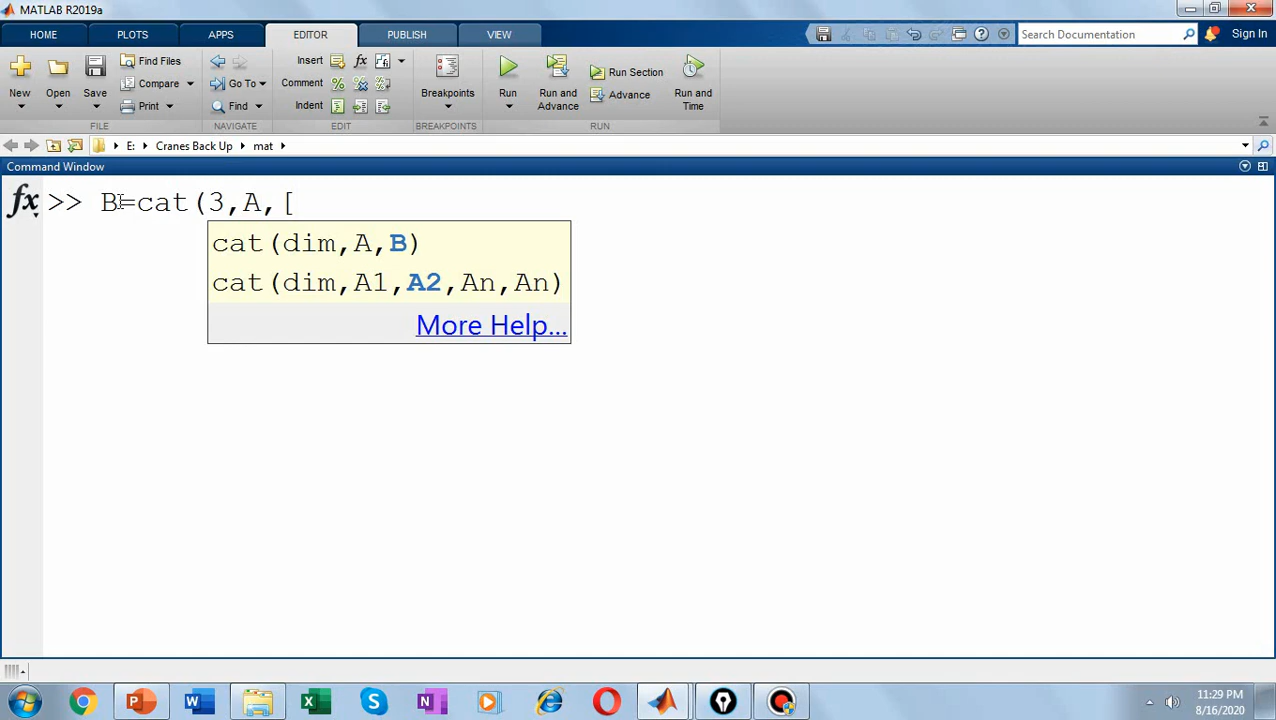 MATLAB R2019a
HOME PLOTS APPS EDITOR PUBLISH VIEW Search Documentation Sign In
New Open Save Find Files Compare Print
Go To Find
Insert fx Comment Indent
Breakpoints
Run Run and Advance Run Section Advance Run and Time
FILE NAVIGATE EDIT BREAKPOINTS RUN
E: Cranes Back Up mat
Command Window
fx >> B=cat(3,A,[
cat(dim,A,B)
cat(dim,A1,A2,An,An)
More Help...
11:29 PM
8/16/2020